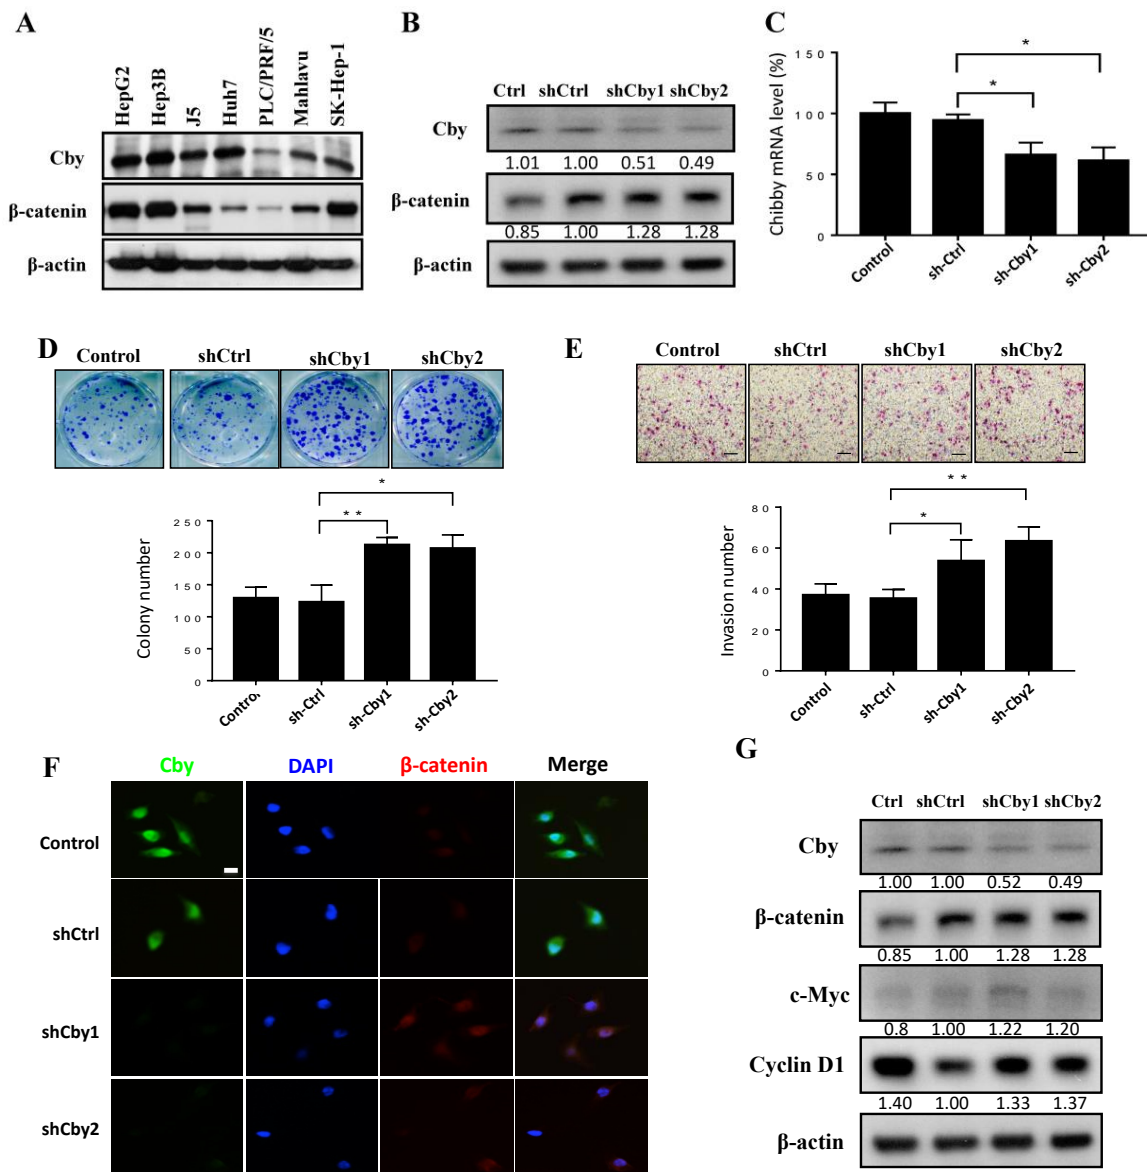 A
HepG2
Hep3B
J5
Huh7
PLC/PRF/5
Mahlavu
SK-Hep-1
Cby
β-catenin
β-actin
B
Ctrl shCtrl shCby1 shCby2
Cby
1.01 1.00 0.51 0.49
β-catenin
0.85 1.00 1.28 1.28
β-actin
C
Chibby mRNA level (%)
150
100
50
0
*
*
Control
sh-Ctrl
sh-Cby1
sh-Cby2
D
Control shCtrl shCby1 shCby2
Colony number
250
200
150
100
50
0
*
**
Control
sh-Ctrl
sh-Cby1
sh-Cby2
E
Control shCtrl shCby1 shCby2
Invasion number
80
60
40
20
0
**
*
Control
sh-Ctrl
sh-Cby1
sh-Cby2
F
Cby DAPI β-catenin Merge
Control
shCtrl
shCby1
shCby2
G
Ctrl shCtrl shCby1 shCby2
Cby
1.00 1.00 0.52 0.49
β-catenin
0.85 1.00 1.28 1.28
c-Myc
0.8 1.00 1.22 1.20
Cyclin D1
1.40 1.00 1.33 1.37
β-actin